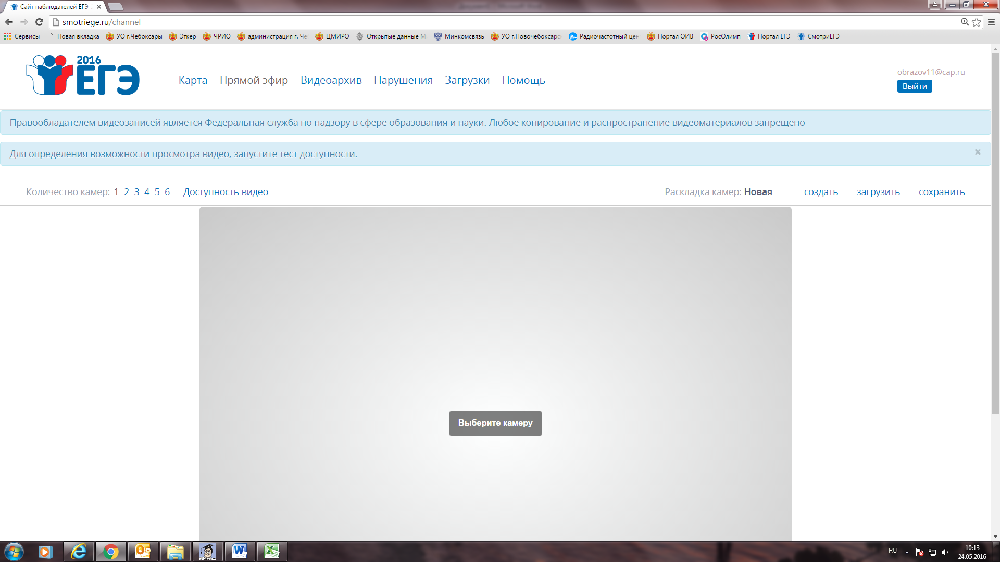 Сайт наблюдателей ЕГЭ-
smotriege.ru/channel
Сервисы Новая вкладка УО г.Чебоксары Эткер ЧРИО администрация г. Че ЦМИРО Открытые данные М Минкомсвязь УО г.Новочебоксарс Радиочастотный цен Портал ОИВ РосОлимп Портал ЕГЭ СмотриЕГЭ
2016
ЕГЭ
Карта Прямой эфир Видеоархив Нарушения Загрузки Помощь
obrazov11@cap.ru
Выйти
Правообладателем видеозаписей является Федеральная служба по надзору в сфере образования и науки. Любое копирование и распространение видеоматериалов запрещено
Для определения возможности просмотра видео, запустите тест доступности.
Количество камер: 1 2 3 4 5 6 Доступность видео Раскладка камер: Новая создать загрузить сохранить
Выберите камеру
RU
10:13
24.05.2016